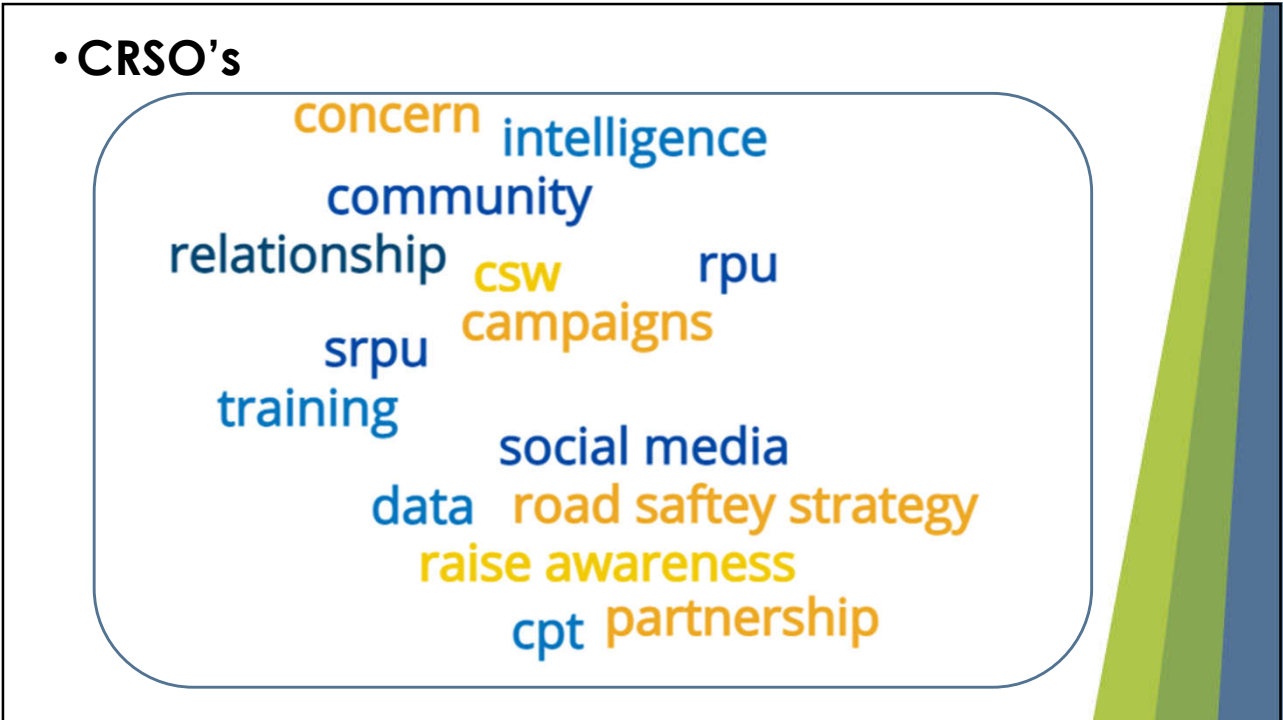 • CRSO's
concern
intelligence
community
relationship
csw
rpu
campaigns
srpu
training
social media
data
road saftey strategy
raise awareness
cpt
partnership